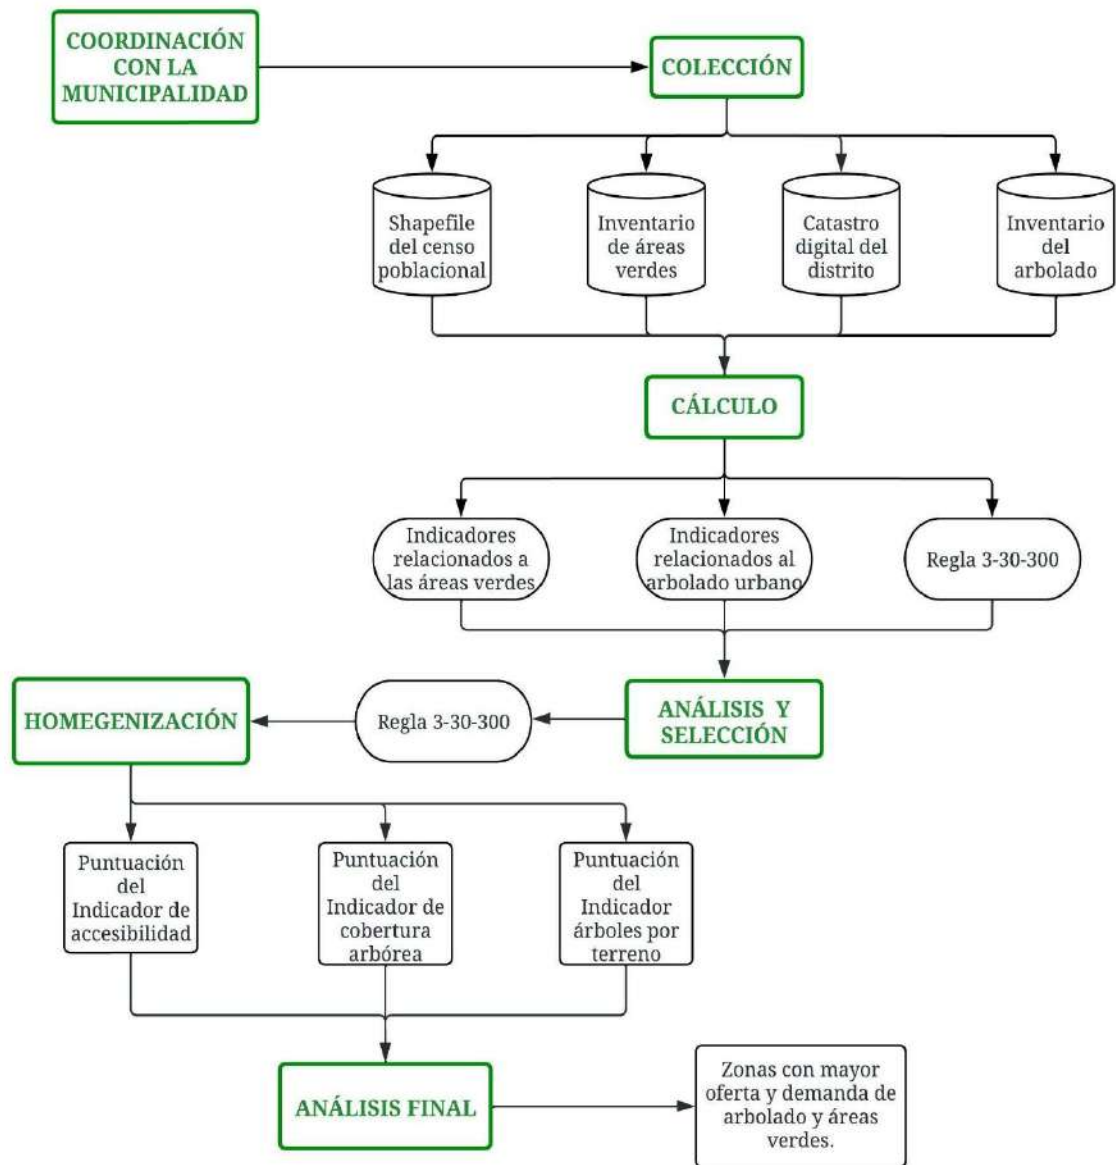 COORDINACIÓN
CON LA
MUNICIPALIDAD
COLECCIÓN
Shapefile
del censo
poblacional
Inventario
de áreas
verdes
Catastro
digital del
distrito
Inventario
del
arbolado
CÁLCULO
Indicadores
relacionados a
las áreas verdes.
Indicadores
relacionados al
arbolado urbano
Regla 3-30-300
ANÁLISIS Y
SELECCIÓN
Regla 3-30-300
HOMEGENIZACIÓN
Puntuación
del
Indicador de
accesibilidad
Puntuación
del
Indicador de
cobertura
arbórea
Puntuación
del
Indicador
árboles por
terreno
ANÁLISIS FINAL
Zonas con mayor
oferta y demanda de
arbolado y áreas
verdes.